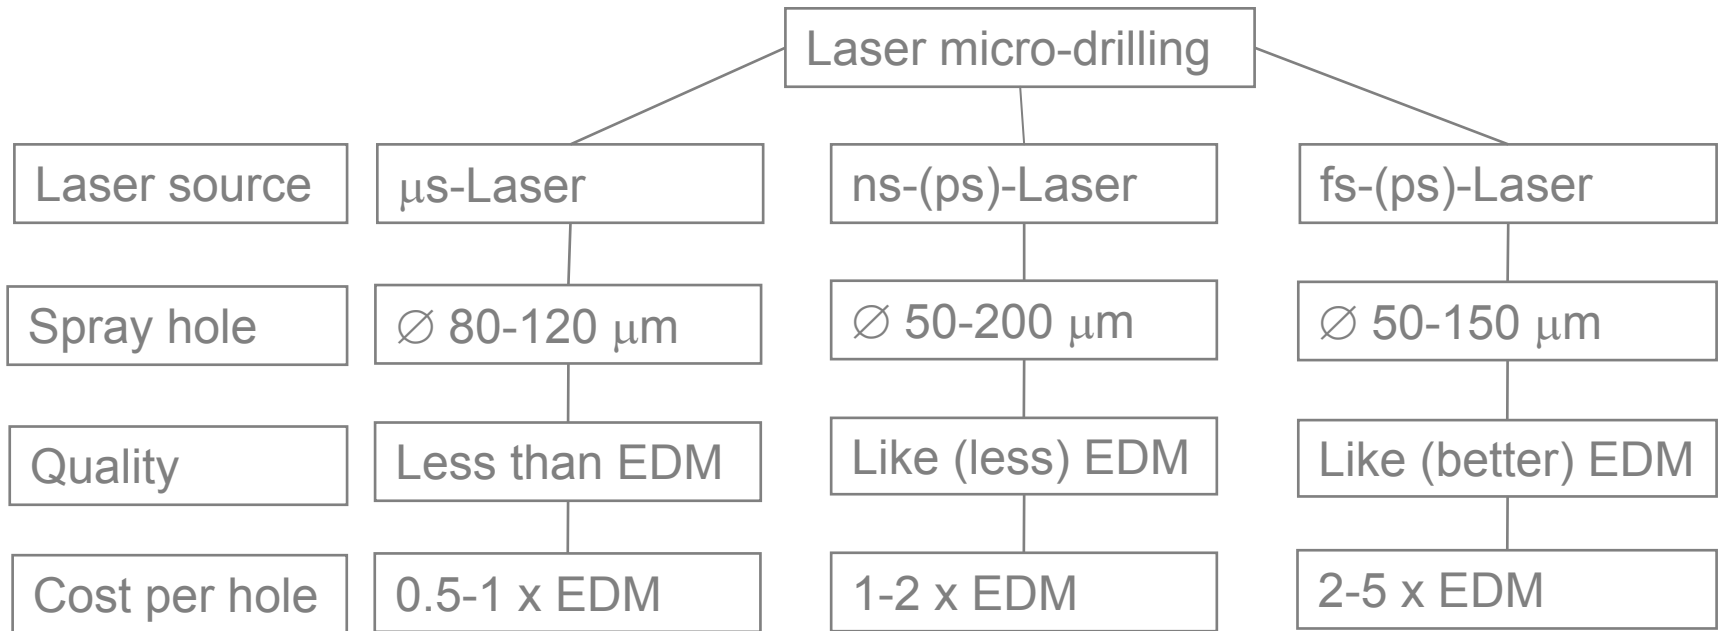 Laser micro-drilling
Laser source
μs-Laser
ns-(ps)-Laser
fs-(ps)-Laser
Spray hole
∅ 80-120 μm
∅ 50-200 μm
∅ 50-150 μm
Quality
Less than EDM
Like (less) EDM
Like (better) EDM
Cost per hole
0.5-1 x EDM
1-2 x EDM
2-5 x EDM